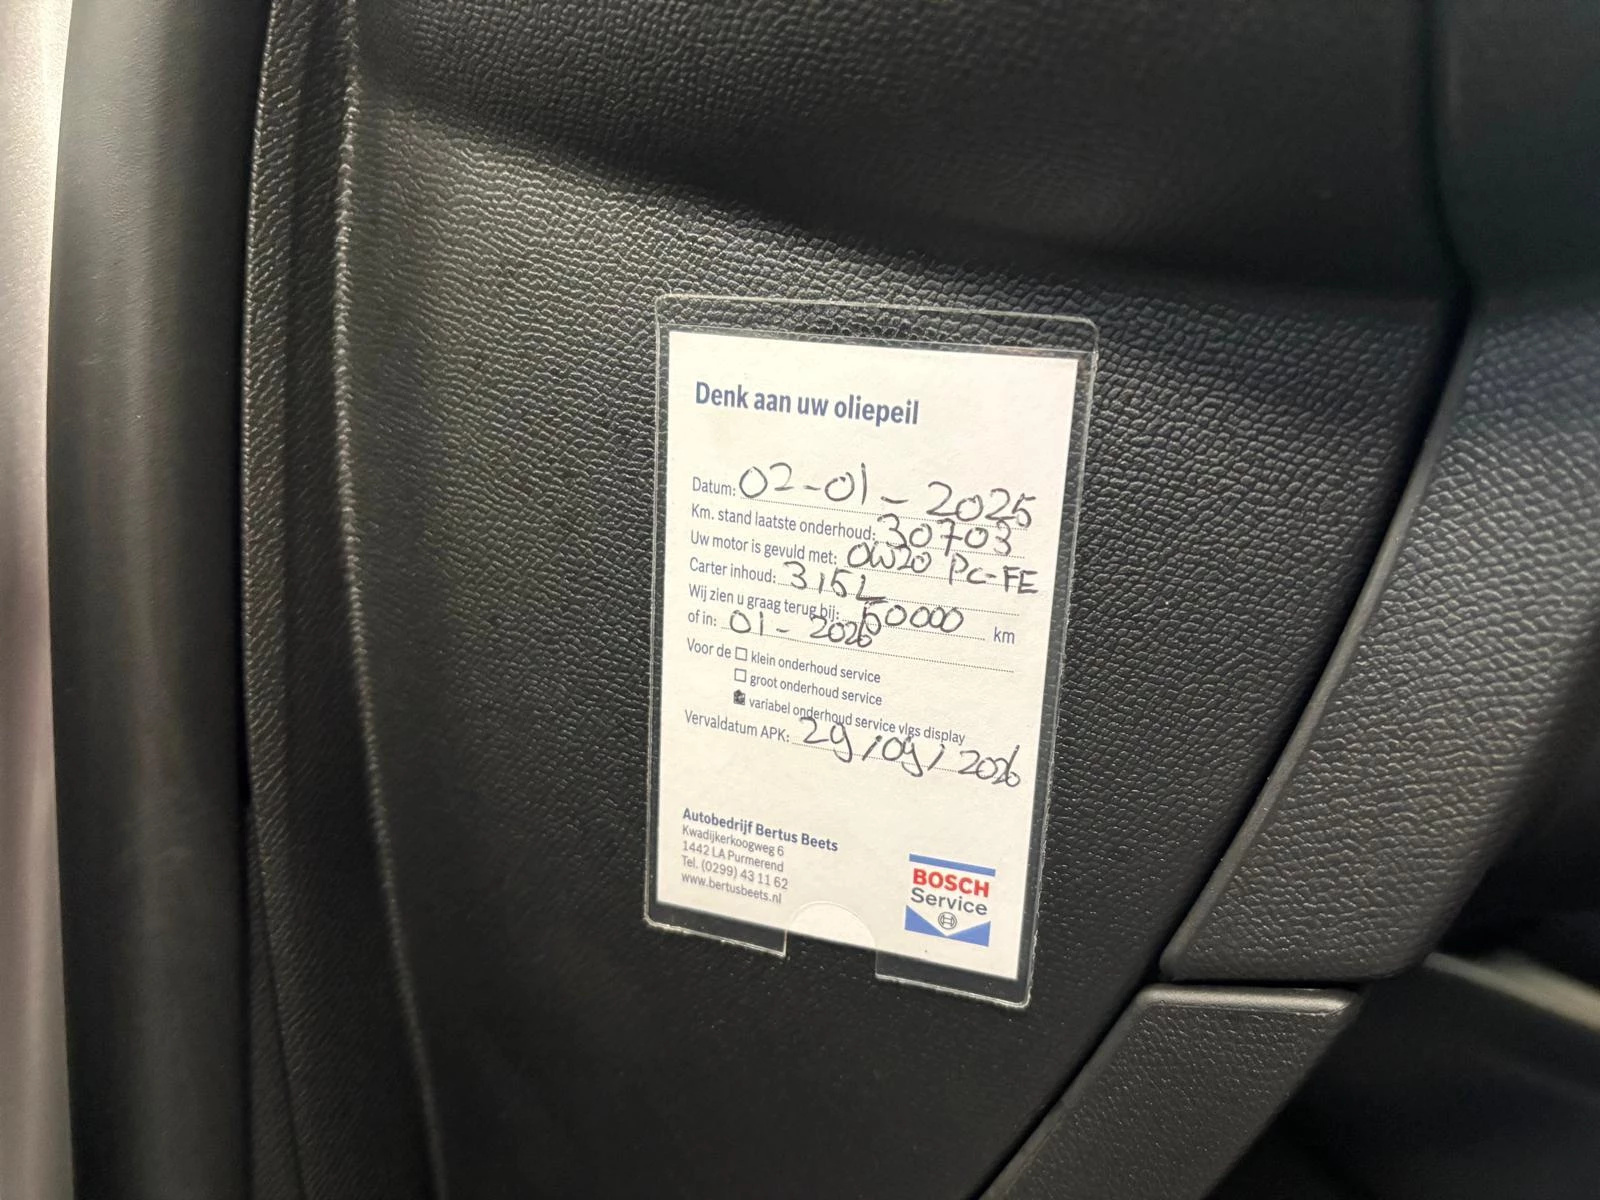 Denk aan uw oliepeil
Datum: 02-01-2025
Km. stand laatste onderhoud: 30703
Uw motor is gevuld met: 0W20 PC-FE
Carter inhoud: 3,5L
Wij zien u graag terug bij: 50000 km
of in: 01-2026
Voor de □ klein onderhoud service
□ groot onderhoud service
■ variabel onderhoud service vlgs display
Vervaldatum APK: 29/09/2026
Autobedrijf Bertus Beets
Kwadijkerkoogweg 6
1442 LA Purmerend
Tel. (0299) 43 11 62
www.bertusbeets.nl
BOSCH
Service